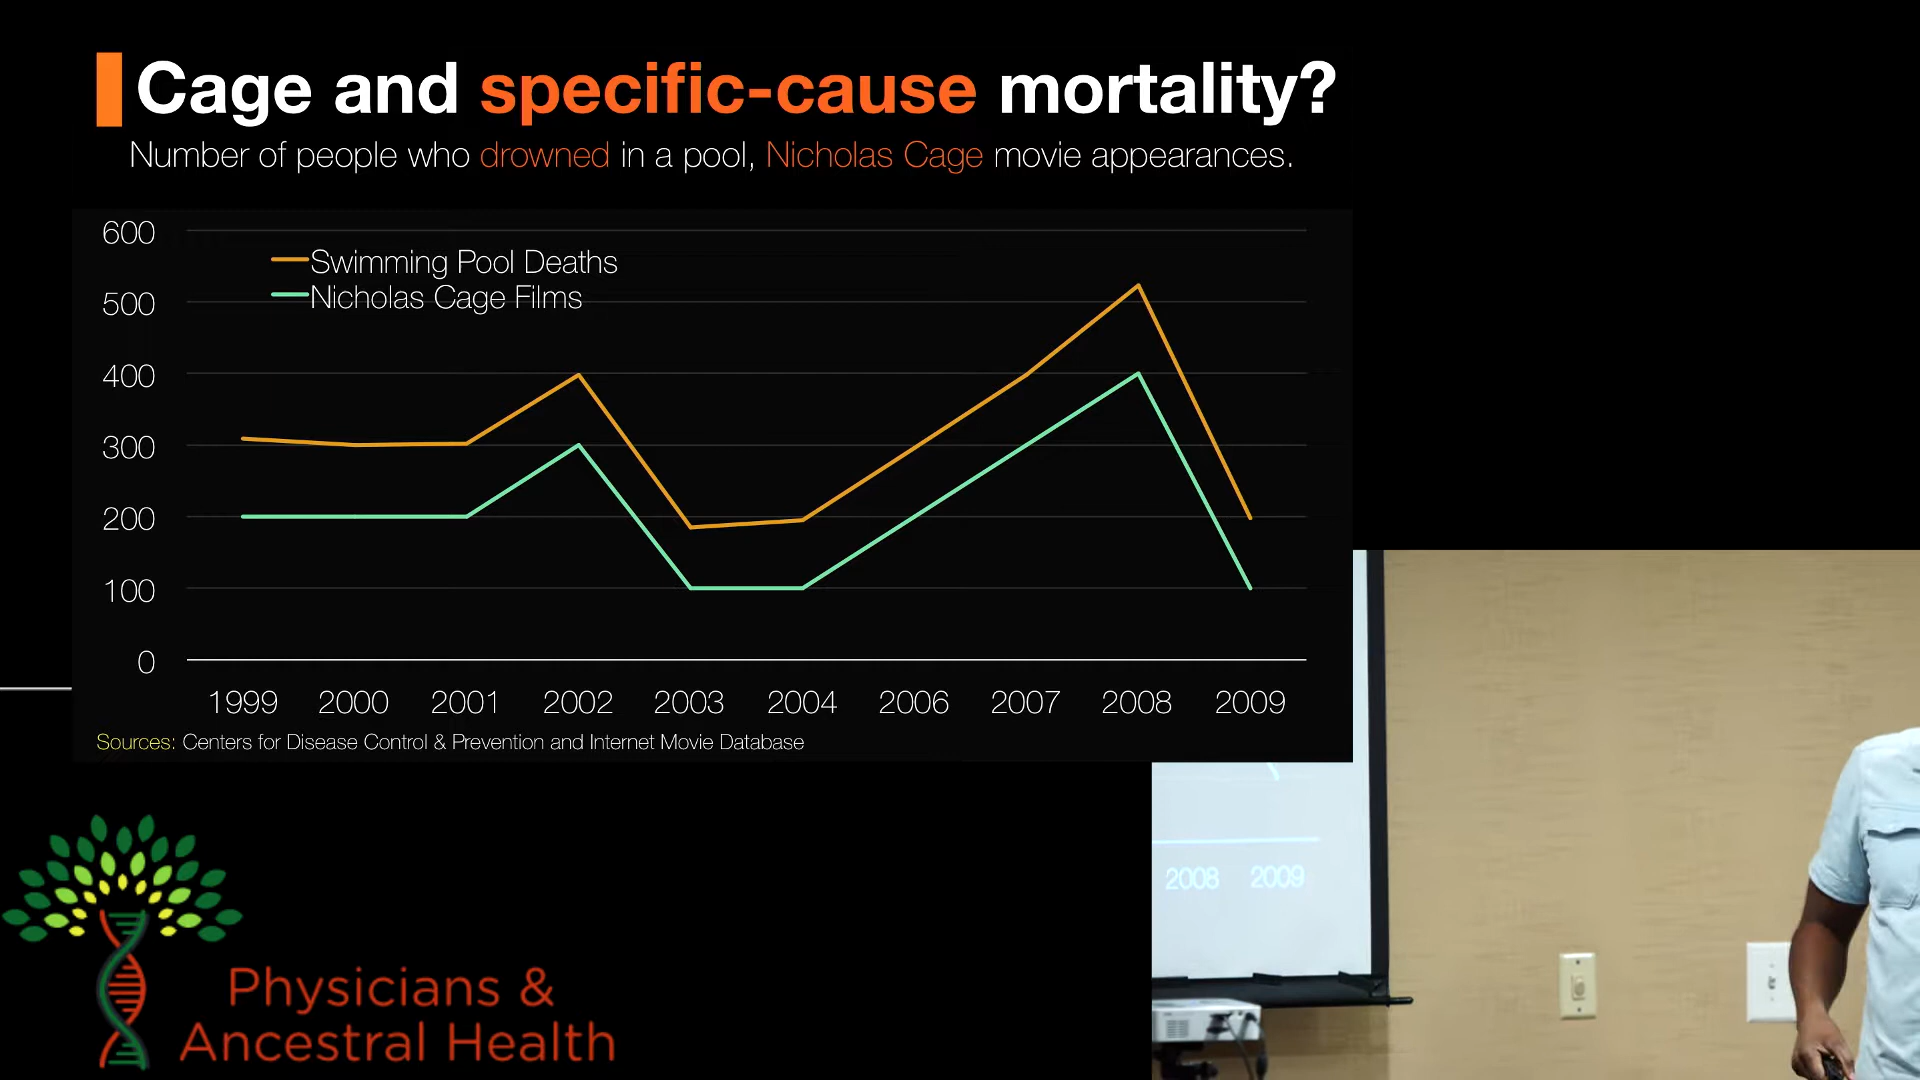 Cage and specific-cause mortality?
Number of people who drowned in a pool, Nicholas Cage movie appearances.
600
Swimming Pool Deaths
Nicholas Cage Films
500
400
300
200
100
0
1999 2000 2001 2002 2003 2004 2006 2007 2008 2009
Sources: Centers for Disease Control & Prevention and Internet Movie Database
2008 2009
Physicians &
Ancestral Health